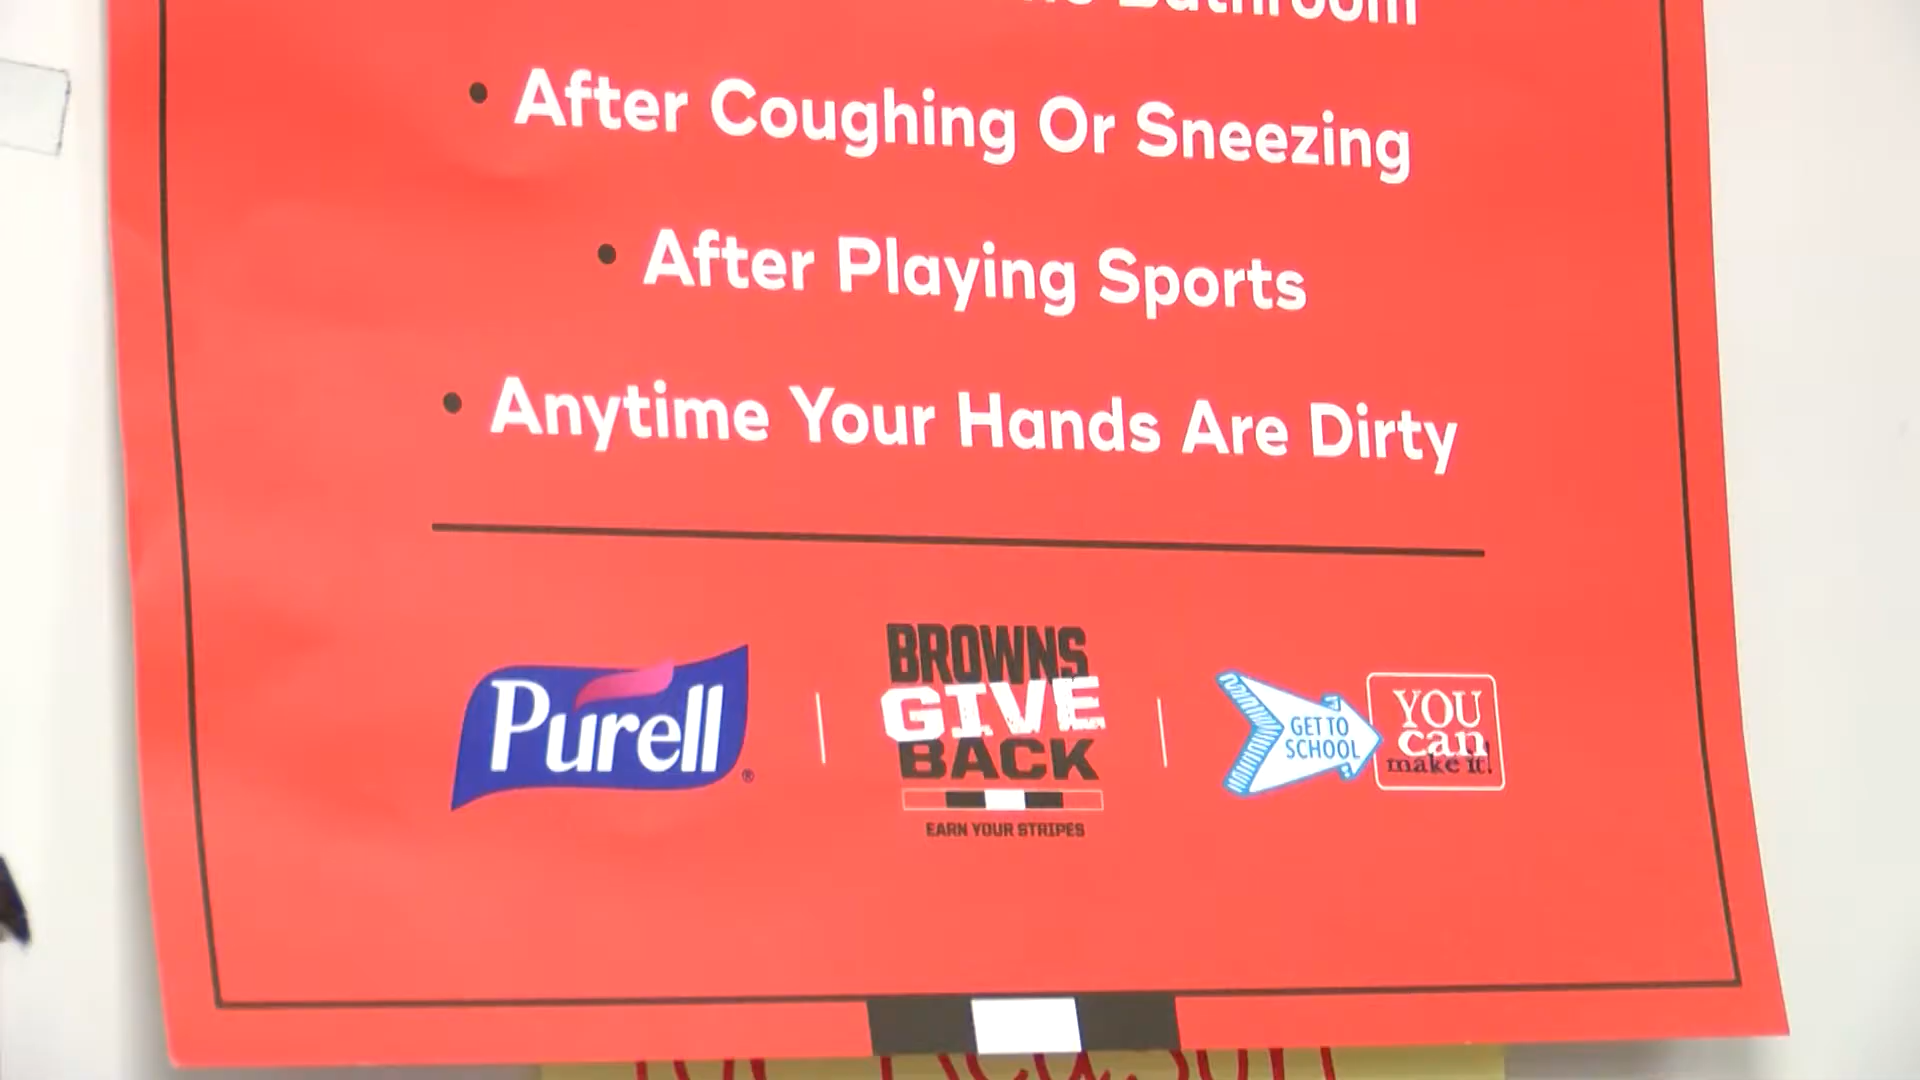 Bathroom
• After Coughing Or Sneezing
• After Playing Sports
• Anytime Your Hands Are Dirty
Purell®
BROWNS
GIVE
BACK
EARN YOUR STRIPES
GET TO
SCHOOL
YOU
can
make it!